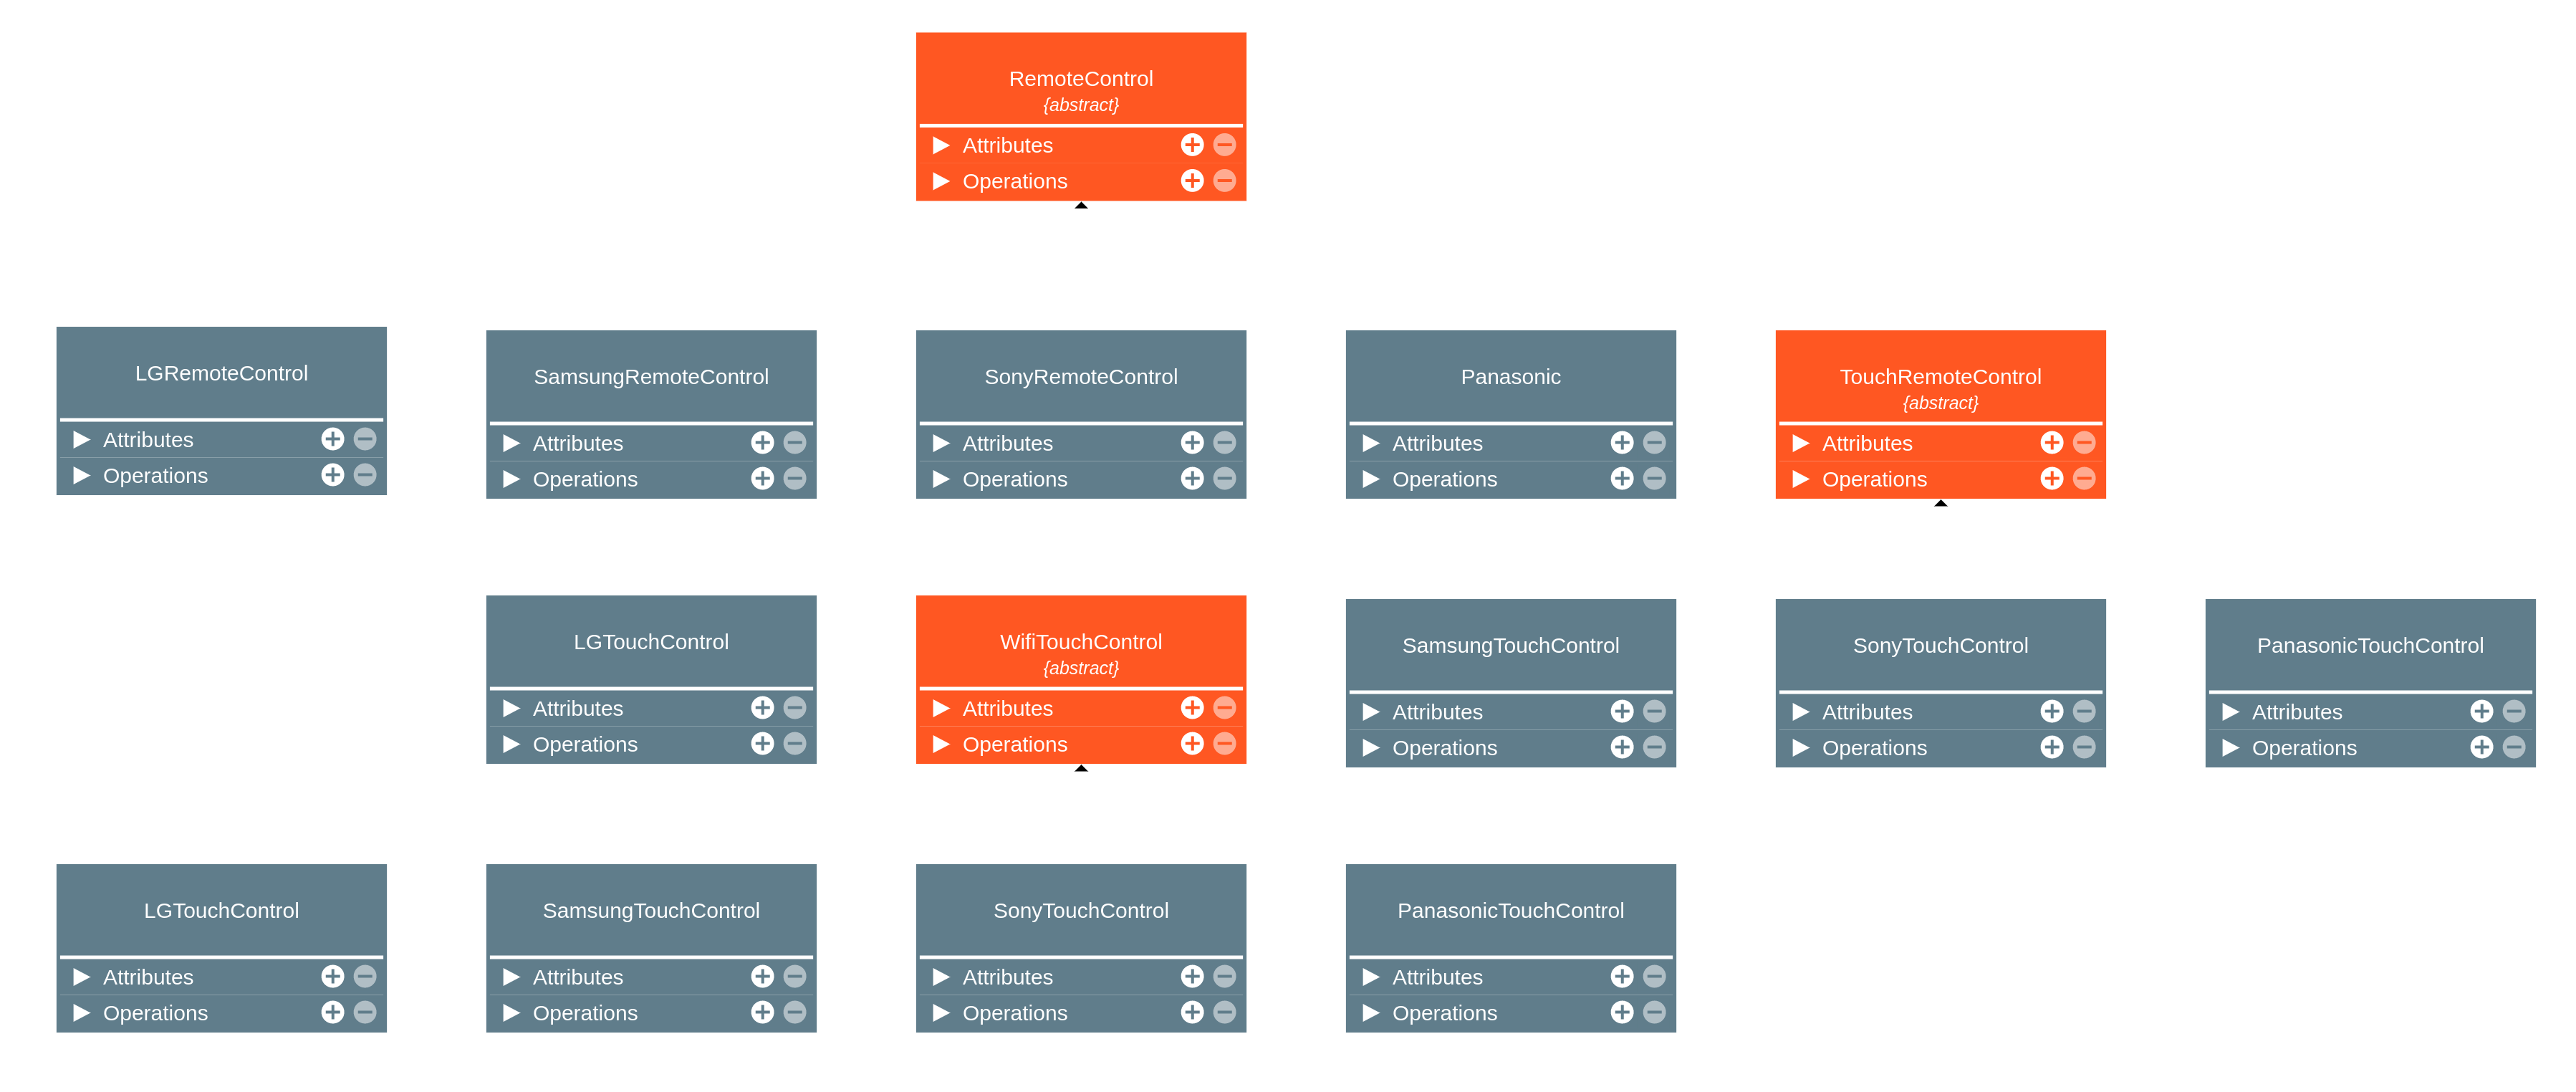 RemoteControl
{abstract}
Attributes
Operations
LGRemoteControl
Attributes
Operations
SamsungRemoteControl
Attributes
Operations
SonyRemoteControl
Attributes
Operations
Panasonic
Attributes
Operations
TouchRemoteControl
{abstract}
Attributes
Operations
LGTouchControl
Attributes
Operations
WifiTouchControl
{abstract}
Attributes
Operations
SamsungTouchControl
Attributes
Operations
SonyTouchControl
Attributes
Operations
PanasonicTouchControl
Attributes
Operations
LGTouchControl
Attributes
Operations
SamsungTouchControl
Attributes
Operations
SonyTouchControl
Attributes
Operations
PanasonicTouchControl
Attributes
Operations